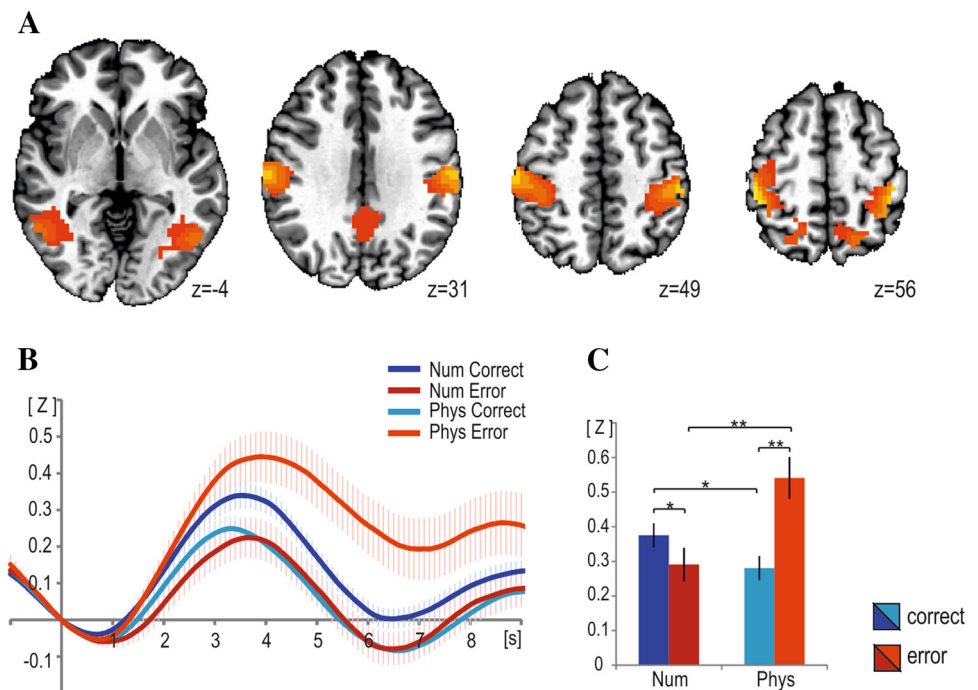 A
z=-4
z=31
z=49
z=56
B
[ Z ]
0.5
0.4
0.3
0.2
0.1
-0.1
1 2 3 4 5 6 7 8 [s]
Num Correct
Num Error
Phys Correct
Phys Error
C
[ Z ]
0.6
0.5
0.4
0.3
0.2
0.1
0
**
**
*
*
Num Phys
correct
error